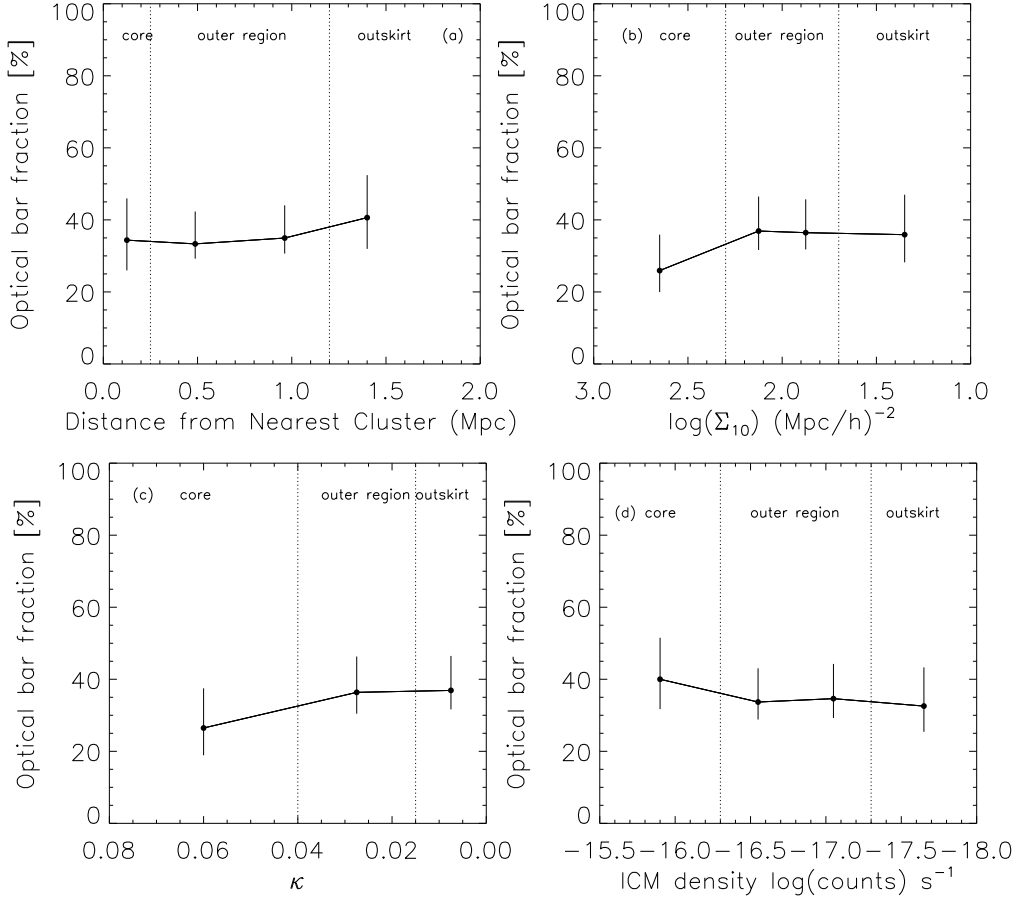 Optical bar fraction [%]
100
80
60
40
20
0
core outer region outskirt (a)
0.0 0.5 1.0 1.5 2.0
Distance from Nearest Cluster (Mpc)
Optical bar fraction [%]
100
80
60
40
20
0
(b) core outer region outskirt
3.0 2.5 2.0 1.5 1.0
log(Σ₁₀) (Mpc/h)⁻²
Optical bar fraction [%]
100
80
60
40
20
0
(c) core outer region outskirt
0.08 0.06 0.04 0.02 0.00
κ
Optical bar fraction [%]
100
80
60
40
20
0
(d) core outer region outskirt
−15.5 −16.0 −16.5 −17.0 −17.5 −18.0
ICM density log(counts) s⁻¹